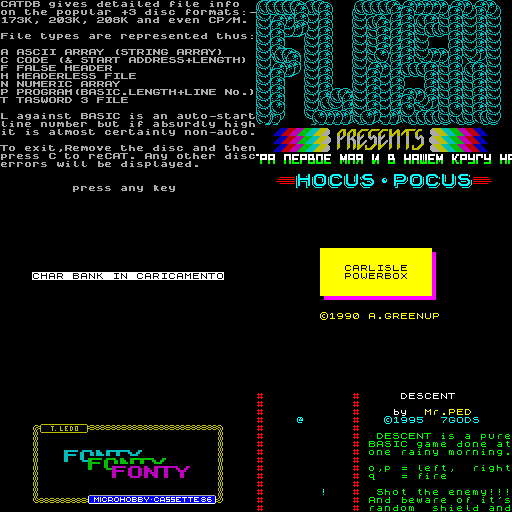 CATDB gives detailed file info
on the popular +3 disc formats:-
173K, 203K, 208K and even CP/M.
File types are represented thus:
A ASCII ARRAY (STRING ARRAY)
C CODE (& START ADDRESS+LENGTH)
F FALSE HEADER
H HEADERLESS FILE
N NUMERIC ARRAY
P PROGRAM(BASIC.LENGTH+LINE No.)
T TASWORD 3 FILE
L against BASIC is an auto-start
line number but if absurdly high
it is almost certainly non-auto.
To exit,Remove the disc and then
press C to reCAT. Any other disc
errors will be displayed.
press any key
FLASH
PRESENTS
РА ПЕРВОЕ МАЯ И В НАШЕМ КРУГУ НА
HOCUS · POCUS
CHAR BANK IN CARICAMENTO
CARLISLE
POWERBOX
©1990 A.GREENUP
T. LEDO
FONTY
FONTY
FONTY
MICROHOBBY·CASSETTE 86
@
!
DESCENT
by Mr.PED
©1995 7GODS
DESCENT is a pure
BASIC game done at
one rainy morning.
o,p = left, right
q = fire
Shot the enemy!!!
And beware of it's
random shield and